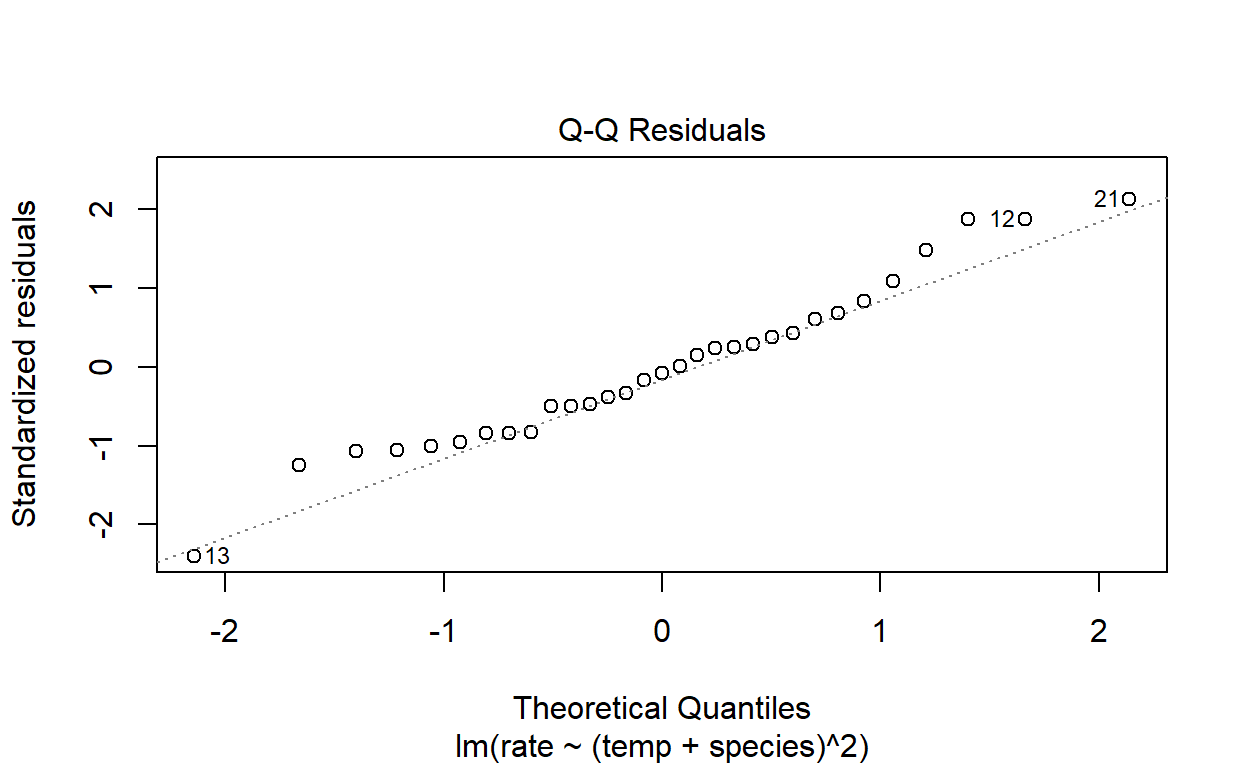 Q-Q Residuals
Standardized residuals
2
1
0
-1
-2
21
12
13
-2 -1 0 1 2
Theoretical Quantiles
lm(rate ~ (temp + species)^2)